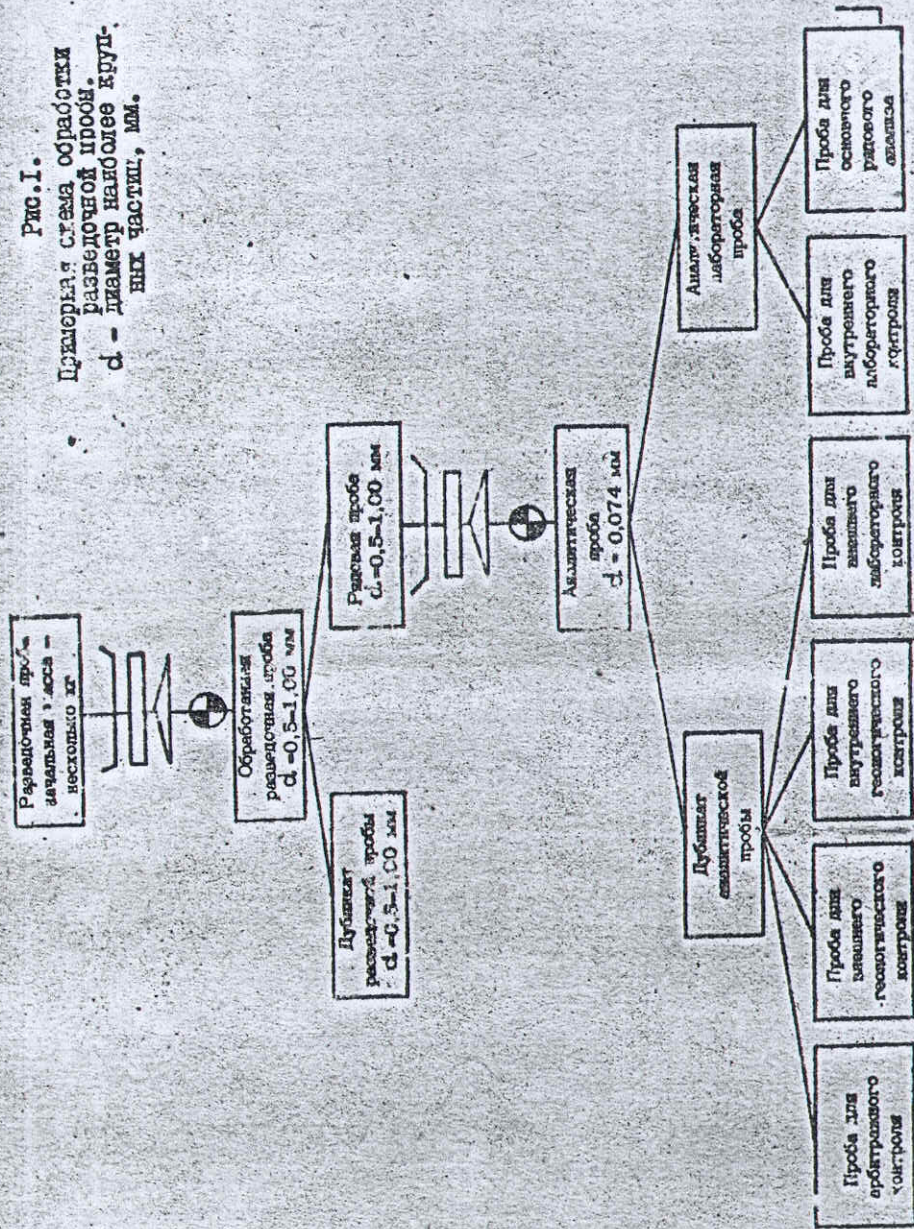 Рис.I.
Примерная схема обработки
разведочной пробы.
d - диаметр наиболее круп-
ных частиц, мм.
Разведочная
начальная масса -
несколько кг
Обработанная
разведочная проба
d =0,5-1,00 мм
Дубликат
разведочной пробы
d =0,5-1,00 мм
Рядовая проба
d =0,5-1,00 мм
Аналитическая
проба
d = 0,074 мм
Дубликат
аналитической
пробы
Аналитическая
лабораторная
проба
Проба для
арбитражного
контроля
Проба для
внешнего
геологического
контроля
Проба для
внутреннего
геологического
контроля
Проба для
внешнего
лабораторного
контроля
Проба для
внутреннего
лабораторного
контроля
Проба для
основного
рядового
анализа